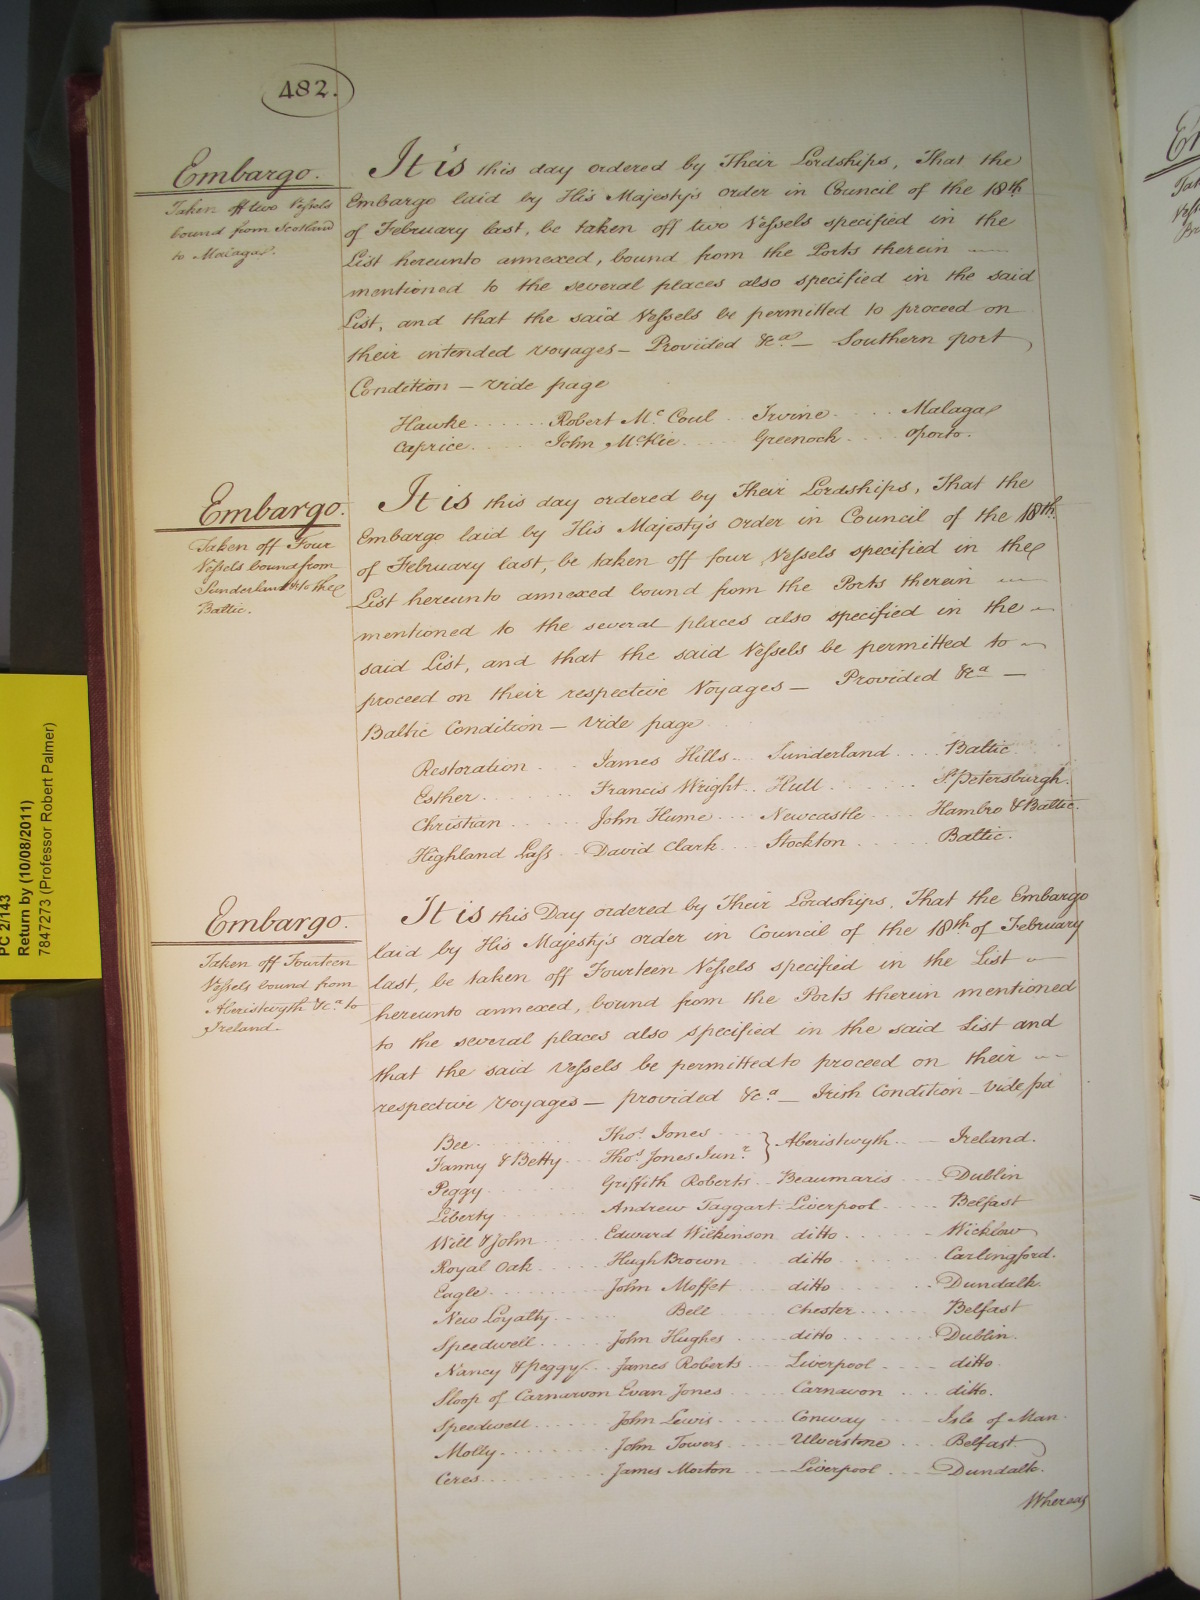 482.
Embargo.
Taken off two Vessels
bound from Scotland
to Malaga.
It is this day ordered by Their Lordships, That the
Embargo laid by His Majesty's order in Council of the 18th
of February last, be taken off two Vessels specified in the
List hereunto annexed, bound from the Ports therein
mentioned to the several places also specified in the said
List, and that the said Vessels be permitted to proceed on
their intended voyages — Provided &ca — Southern port
Condition — vide page
Hawke Robert Mc Coul Irvine Malaga
Caprice John McKie Greenock Oporto.
Embargo.
Taken off Four
Vessels bound from
Sunderland &c to the
Baltic.
It is this day ordered by Their Lordships, That the
Embargo laid by His Majesty's Order in Council of the 18th
of February last, be taken off four Vessels specified in the
List hereunto annexed bound from the Ports therein
mentioned to the several places also specified in the
said List, and that the said Vessels be permitted to
proceed on their respective Voyages — Provided &ca —
Baltic Condition — vide page
Restoration James Hills Sunderland Baltic
Esther Francis Wright Hull St. Petersburgh.
Christian John Hume Newcastle Hambro & Baltic.
Highland Lass David Clark Stockton Baltic.
Embargo.
Taken off Fourteen
Vessels bound from
Aberistwyth &ca. to
Ireland.
It is this Day ordered by Their Lordships, That the Embargo
laid by His Majesty's order in Council of the 18th of February
last, be taken off Fourteen Vessels specified in the List
hereunto annexed, bound from the Ports therein mentioned
to the several places also specified in the said List and
that the said Vessels be permitted to proceed on their
respective voyages — provided &ca — Irish Condition — vide pa
Bee Thos. Jones
Fanny & Betty Thos. Jones Junr. } Aberistwyth Ireland.
Peggy Griffith Roberts Beaumaris Dublin
Liberty Andrew Taggart Liverpool Belfast
Will & John Edward Wilkinson ditto Wicklow
Royal Oak Hugh Brown ditto Carlingford.
Eagle John Moffet ditto Dundalk
New Loyalty Bell Chester Belfast
Speedwell John Hughes ditto Dublin.
Nancy & Peggy James Roberts Liverpool ditto
Sloop of Carnarvon Evan Jones Carnavon ditto.
Speedwell John Lewis Conway Isle of Man.
Molly John Towers Ulverstone Belfast
Ceres James Morton Liverpool Dundalk.
Whereas
PC 2/143
Return by (10/08/2011)
7847273 (Professor Robert Palmer)